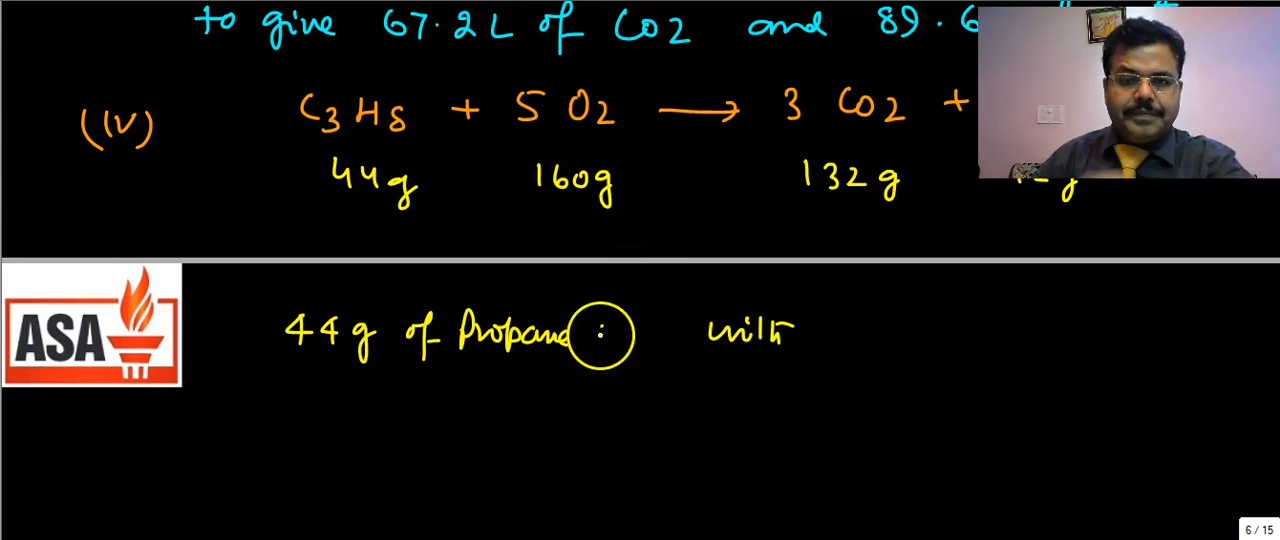 to give 67.2L of CO2 and 89.6
(IV) C3H8 + 5 O2 → 3 CO2 +
44g 160g 132g
ASA
44g of Propane with
6 / 15